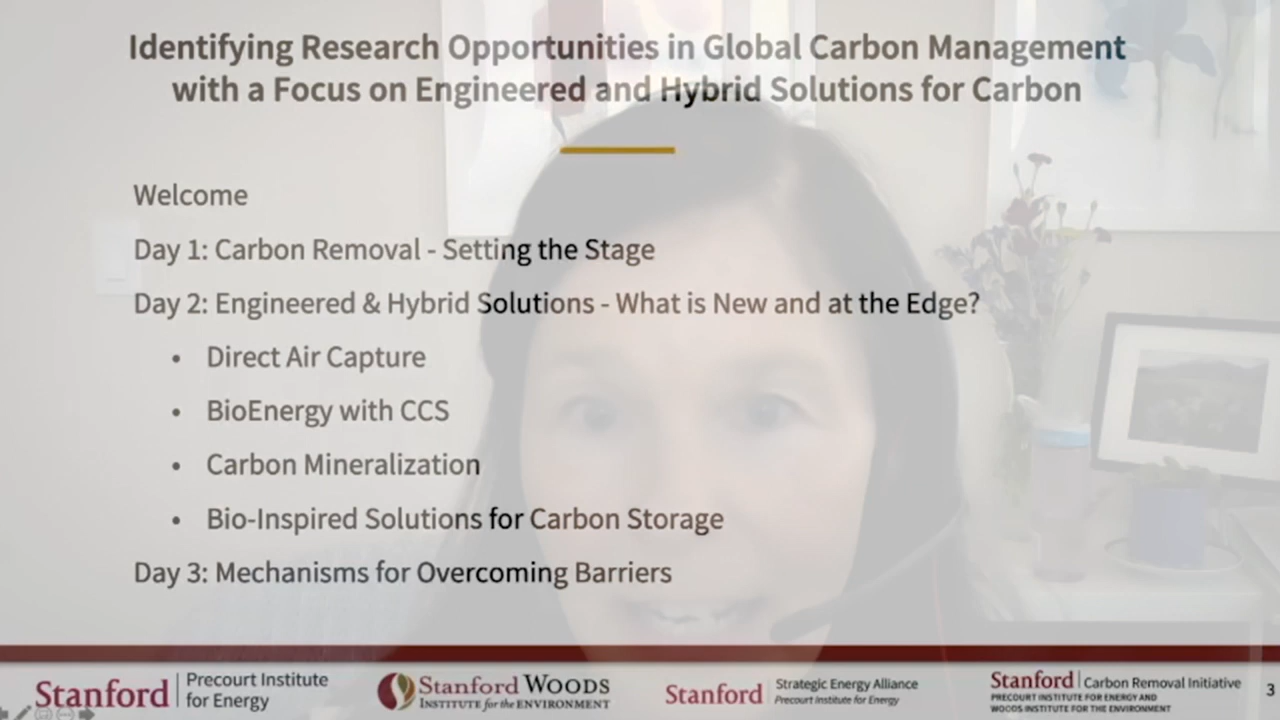 Identifying Research Opportunities in Global Carbon Management
with a Focus on Engineered and Hybrid Solutions for Carbon
Welcome
Day 1: Carbon Removal - Setting the Stage
Day 2: Engineered & Hybrid Solutions - What is New and at the Edge?
• Direct Air Capture
• BioEnergy with CCS
• Carbon Mineralization
• Bio-Inspired Solutions for Carbon Storage
Day 3: Mechanisms for Overcoming Barriers
Stanford
Precourt Institute
for Energy
Stanford WOODS
INSTITUTE for the ENVIRONMENT
Stanford
Strategic Energy Alliance
Precourt Institute for Energy
Stanford Carbon Removal Initiative
PRECOURT INSTITUTE FOR ENERGY AND
WOODS INSTITUTE FOR THE ENVIRONMENT
3